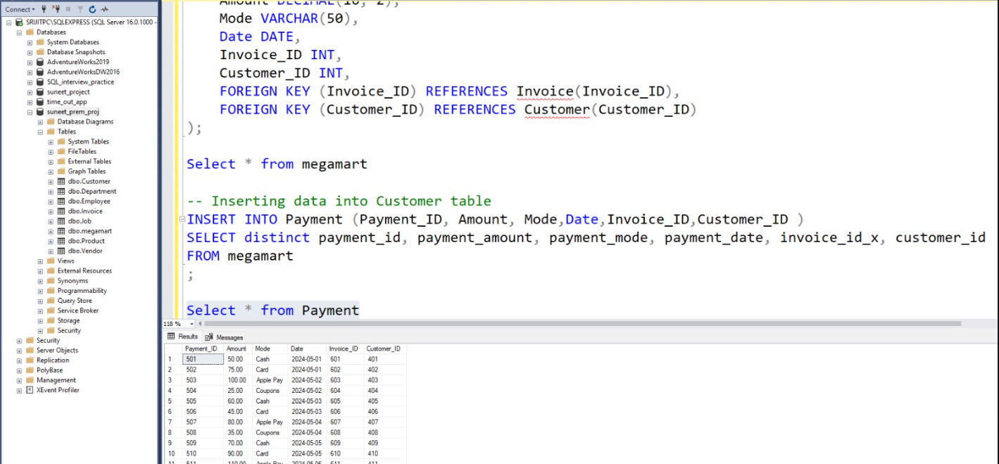 Connect
SRIJITPC\SQLEXPRESS (SQL Server 16.0.1000 -
Databases
System Databases
Database Snapshots
AdventureWorks2019
AdventureWorksDW2016
SQL_interview_practice
suneet_project
time_out_app
suneet_prem_proj
Database Diagrams
Tables
System Tables
FileTables
External Tables
Graph Tables
dbo.Customer
dbo.Department
dbo.Employee
dbo.Invoice
dbo.Job
dbo.megamart
dbo.Product
dbo.Vendor
Views
External Resources
Synonyms
Programmability
Query Store
Service Broker
Storage
Security
Security
Server Objects
Replication
PolyBase
Management
XEvent Profiler
Amount DECIMAL(10, 2),
Mode VARCHAR(50),
Date DATE,
Invoice_ID INT,
Customer_ID INT,
FOREIGN KEY (Invoice_ID) REFERENCES Invoice(Invoice_ID),
FOREIGN KEY (Customer_ID) REFERENCES Customer(Customer_ID)
);
Select * from megamart
-- Inserting data into Customer table
INSERT INTO Payment (Payment_ID, Amount, Mode,Date,Invoice_ID,Customer_ID )
SELECT distinct payment_id, payment_amount, payment_mode, payment_date, invoice_id_x, customer_id
FROM megamart
;
Select * from Payment
118 %
Results Messages
Payment_ID Amount Mode Date Invoice_ID Customer_ID
1 501 50.00 Cash 2024-05-01 601 401
2 502 75.00 Card 2024-05-01 602 402
3 503 100.00 Apple Pay 2024-05-02 603 403
4 504 25.00 Coupons 2024-05-02 604 404
5 505 60.00 Cash 2024-05-03 605 405
6 506 45.00 Card 2024-05-03 606 406
7 507 80.00 Apple Pay 2024-05-04 607 407
8 508 35.00 Coupons 2024-05-04 608 408
9 509 70.00 Cash 2024-05-05 609 409
10 510 90.00 Card 2024-05-05 610 410
11 511 110.00 Apple Pay 2024-05-06 611 411